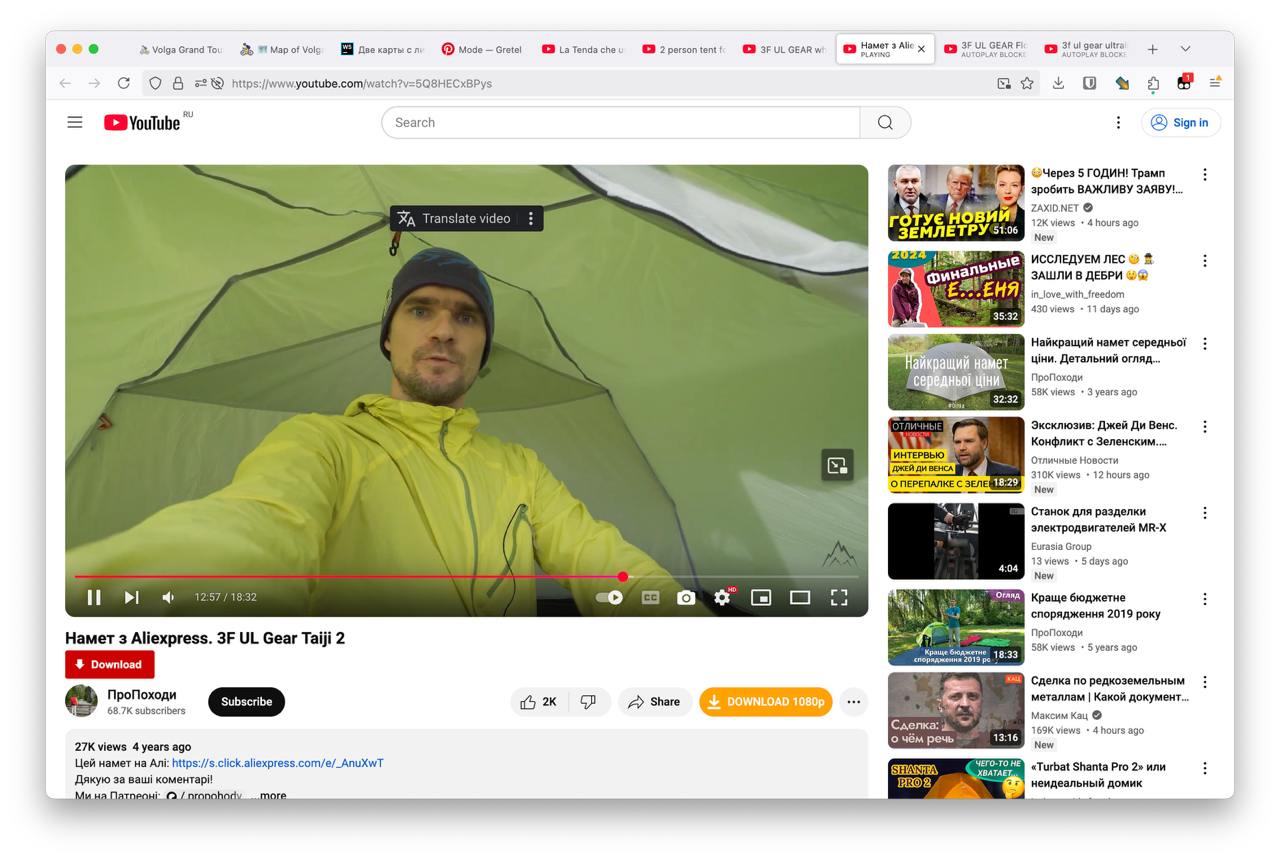 Volga Grand Tou
Map of Volga
Две карты с ли
Mode — Gretel
La Tenda che u
2 person tent fo
3F UL GEAR wh
Намет з Alie
PLAYING
3F UL GEAR Flo
AUTOPLAY BLOCKE
3f ul gear ultral
AUTOPLAY BLOCKE
https://www.youtube.com/watch?v=5Q8HECxBPys
1
YouTube RU
Search
Sign in
Translate video
12:57 / 18:32
CC
HD
Намет з Aliexpress. 3F UL Gear Taiji 2
Download
ПроПоходи
68.7K subscribers
Subscribe
2K
Share
DOWNLOAD 1080p
27K views 4 years ago
Цей намет на Алі: https://s.click.aliexpress.com/e/_AnuXwT
Дякую за ваші коментарі!
Ми на Патреоні: / propohody ...more
ГОТУЄ НОВИЙ
ЗЕМЛЕТРУ
51:06
😳Через 5 ГОДИН! Трамп
зробить ВАЖЛИВУ ЗАЯВУ!...
ZAXID.NET
12K views • 4 hours ago
New
2024
Финальные
Е...ЕНЯ
35:32
ИССЛЕДУЕМ ЛЕС
ЗАШЛИ В ДЕБРИ
in_love_with_freedom
430 views • 11 days ago
Найкращий намет
середньої ціни
32:32
Найкращий намет середньої
ціни. Детальний огляд...
ПроПоходи
58K views • 3 years ago
ОТЛИЧНЫЕ
НОВОСТИ
ИНТЕРВЬЮ
ДЖЕЙ ДИ ВЕНСА
О ПЕРЕПАЛКЕ С ЗЕЛЕН
18:29
Эксклюзив: Джей Ди Венс.
Конфликт с Зеленским....
Отличные Новости
310K views • 12 hours ago
New
4:04
Станок для разделки
электродвигателей MR-X
Eurasia Group
13 views • 5 days ago
New
Огляд
Краще бюджетне
спорядження 2019 ро
18:33
Краще бюджетне
спорядження 2019 року
ПроПоходи
58K views • 5 years ago
КАЦ
Сделка:
о чём речь
13:16
Сделка по редкоземельным
металлам | Какой документ...
Максим Кац
169K views • 4 hours ago
New
SHANTA
PRO 2
ЧЕГО-ТО НЕ
ХВАТАЕТ...
«Turbat Shanta Pro 2» или
неидеальный домик